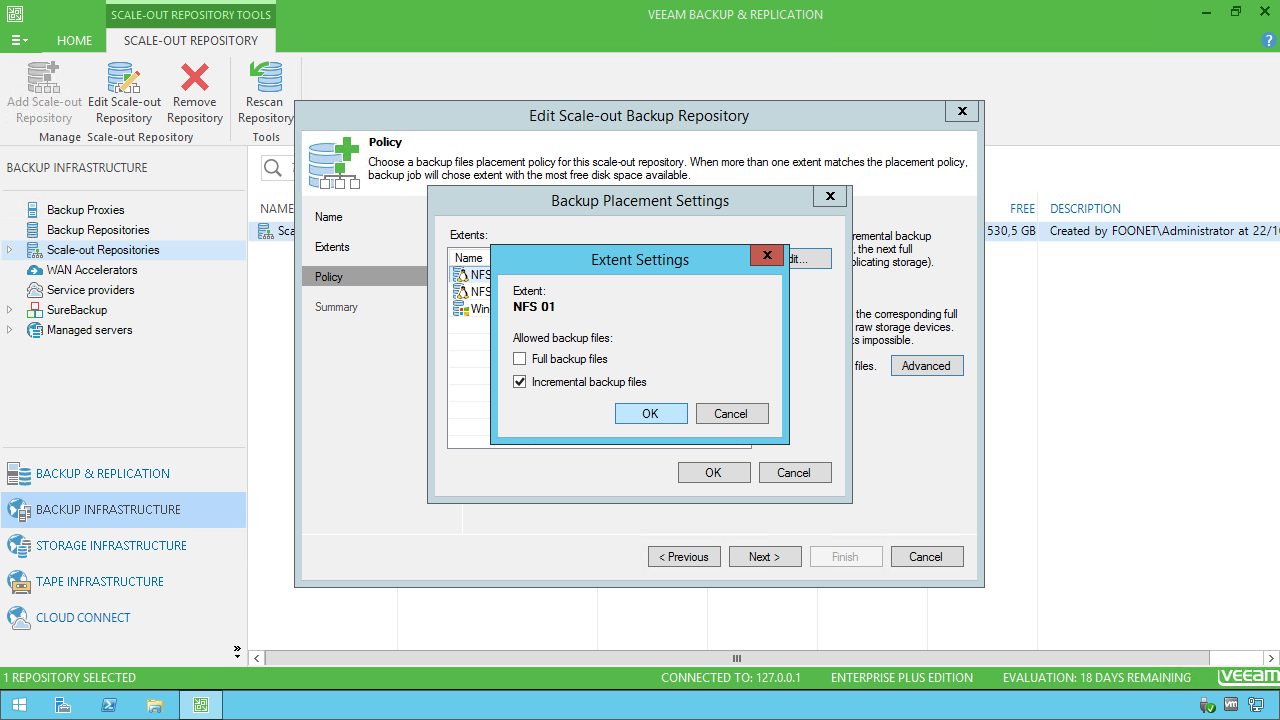 SCALE-OUT REPOSITORY TOOLS
VEEAM BACKUP & REPLICATION
HOME
SCALE-OUT REPOSITORY
Add Scale-out Repository
Edit Scale-out Repository
Remove Repository
Rescan Repository
Manage Scale-out Repository
Tools
BACKUP INFRASTRUCTURE
Backup Proxies
Backup Repositories
Scale-out Repositories
WAN Accelerators
Service providers
SureBackup
Managed servers
BACKUP & REPLICATION
BACKUP INFRASTRUCTURE
STORAGE INFRASTRUCTURE
TAPE INFRASTRUCTURE
CLOUD CONNECT
NAME
FREE
DESCRIPTION
Sca
530,5 GB
Created by FOONET\Administrator at 22/10
Edit Scale-out Backup Repository
Policy
Choose a backup files placement policy for this scale-out repository. When more than one extent matches the placement policy,
backup job will chose extent with the most free disk space available.
Name
Extents
Policy
Summary
remental backup
, the next full
plicating storage).
the corresponding full
raw storage devices.
s impossible.
files.
Advanced
< Previous
Next >
Finish
Cancel
Backup Placement Settings
Extents:
Name
NFS
NFS
Win
dit...
OK
Cancel
Extent Settings
Extent:
NFS 01
Allowed backup files:
Full backup files
Incremental backup files
OK
Cancel
1 REPOSITORY SELECTED
CONNECTED TO: 127.0.0.1
ENTERPRISE PLUS EDITION
EVALUATION: 18 DAYS REMAINING
veeam